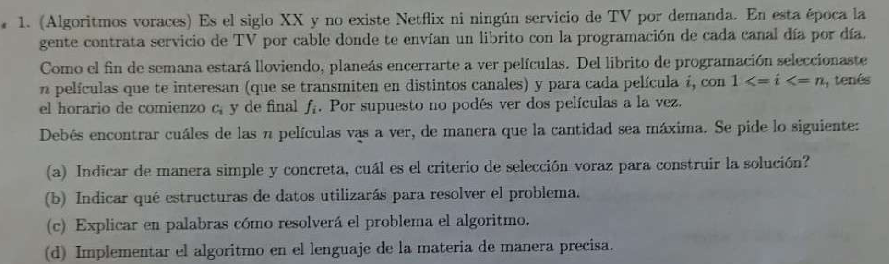 1. (Algoritmos voraces) Es el siglo XX y no existe Netflix ni ningún servicio de TV por demanda. En esta época la
gente contrata servicio de TV por cable donde te envían un librito con la programación de cada canal día por día.
Como el fin de semana estará lloviendo, planeás encerrarte a ver películas. Del librito de programación seleccionaste
n películas que te interesan (que se transmiten en distintos canales) y para cada película i, con 1 <= i <= n, tenés
el horario de comienzo cᵢ y de final fᵢ. Por supuesto no podés ver dos películas a la vez.
Debés encontrar cuáles de las n películas vas a ver, de manera que la cantidad sea máxima. Se pide lo siguiente:
(a) Indicar de manera simple y concreta, cuál es el criterio de selección voraz para construir la solución?
(b) Indicar qué estructuras de datos utilizarás para resolver el problema.
(c) Explicar en palabras cómo resolverá el problema el algoritmo.
(d) Implementar el algoritmo en el lenguaje de la materia de manera precisa.